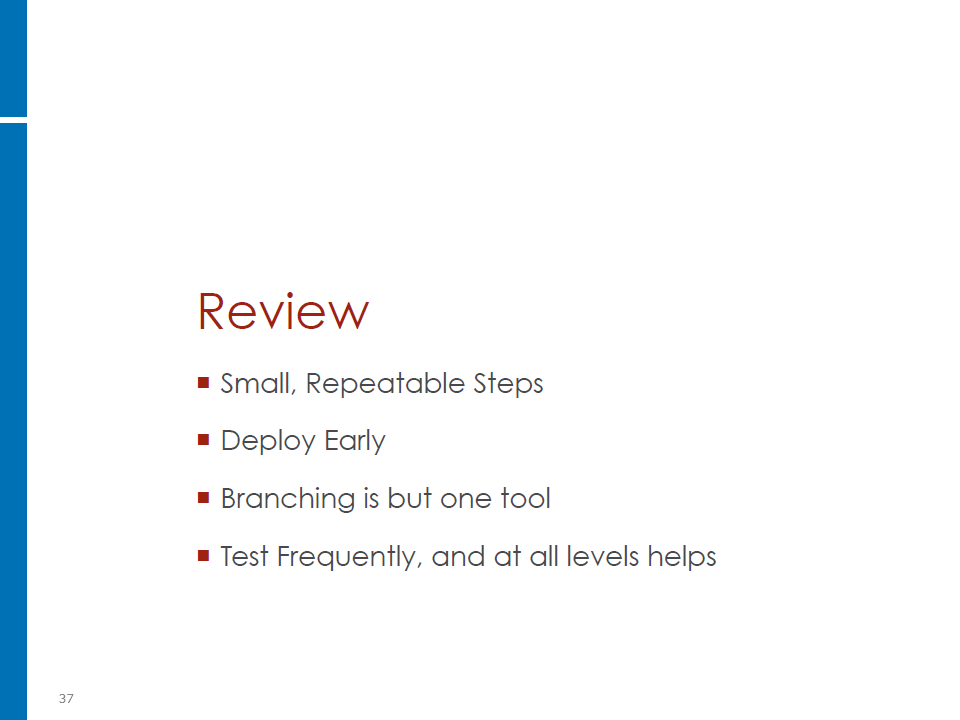 Review
▪ Small, Repeatable Steps
▪ Deploy Early
▪ Branching is but one tool
▪ Test Frequently, and at all levels helps
37